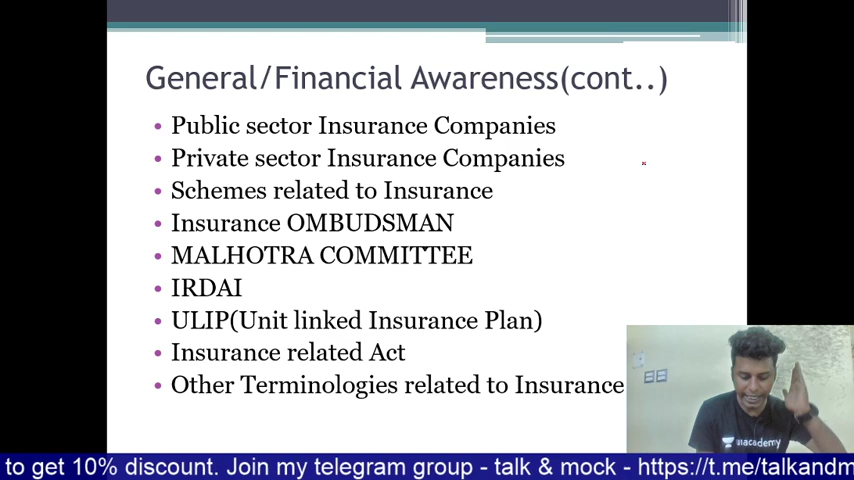 General/Financial Awareness(cont..)
• Public sector Insurance Companies
• Private sector Insurance Companies
• Schemes related to Insurance
• Insurance OMBUDSMAN
• MALHOTRA COMMITTEE
• IRDAI
• ULIP(Unit linked Insurance Plan)
• Insurance related Act
• Other Terminologies related to Insurance
unacademy
to get 10% discount. Join my telegram group - talk & mock - https://t.me/talkandm